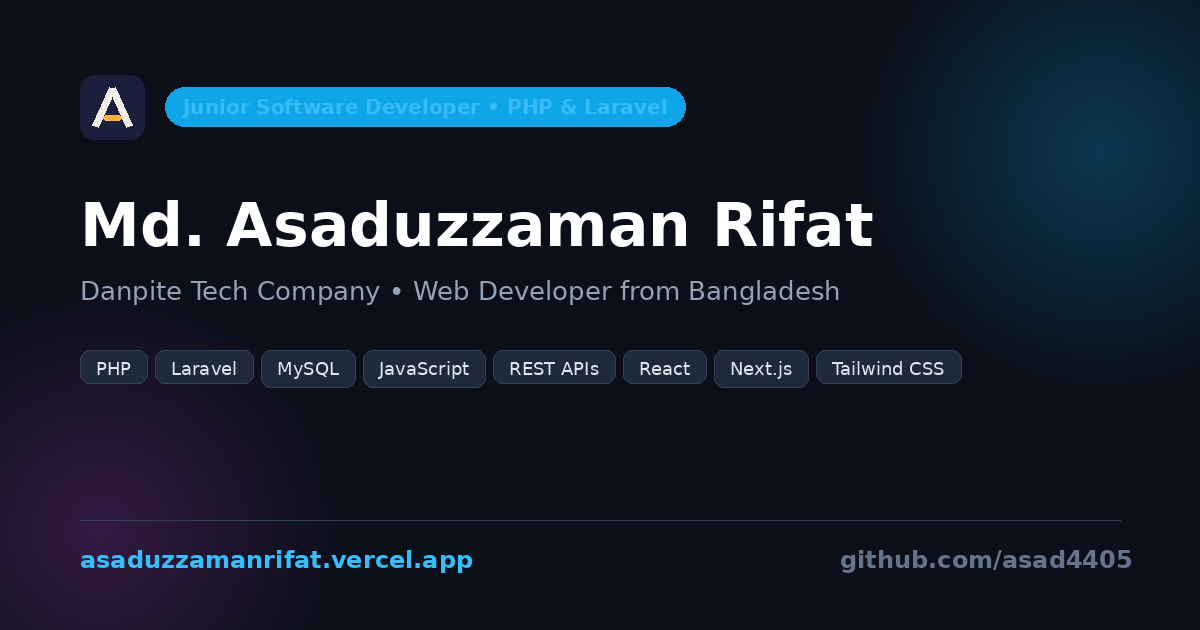 A
Junior Software Developer • PHP & Laravel
Md. Asaduzzaman Rifat
Danpite Tech Company • Web Developer from Bangladesh
PHP Laravel MySQL JavaScript REST APIs React Next.js Tailwind CSS
asaduzzamanrifat.vercel.app github.com/asad4405